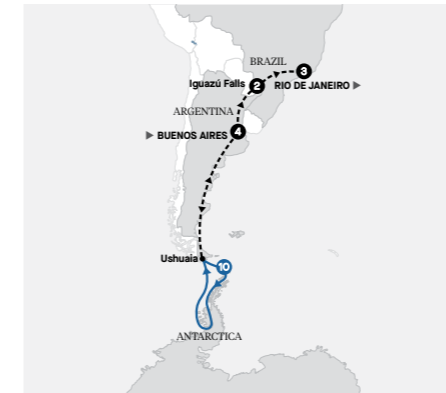 BRAZIL
3
Iguazú Falls 2
RIO DE JANEIRO ▶
ARGENTINA
▶ BUENOS AIRES 4
Ushuaia
10
ANTARCTICA